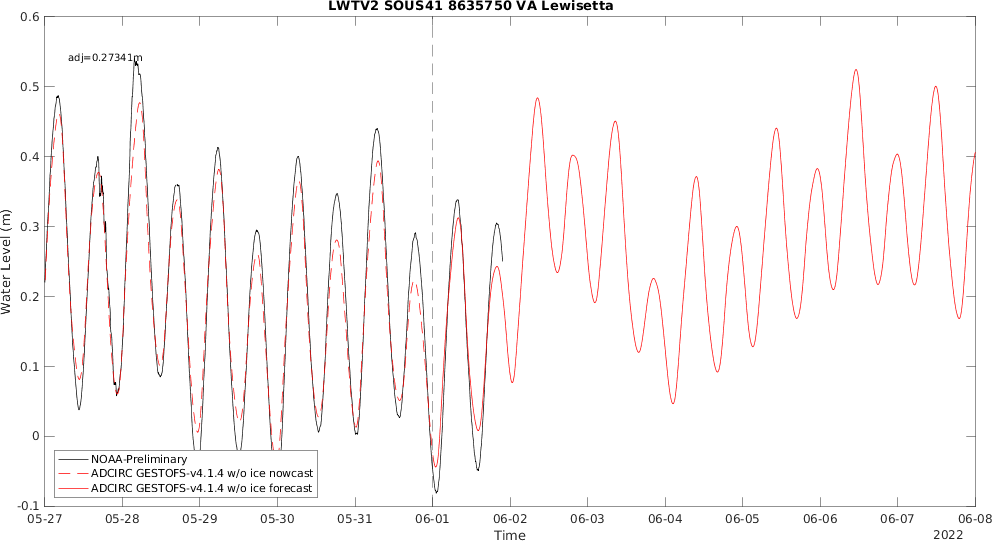 LWTV2 SOUS41 8635750 VA Lewisetta
adj=0.27341m
Water Level (m)
0.6
0.5
0.4
0.3
0.2
0.1
0
-0.1
NOAA-Preliminary
ADCIRC GESTOFS-v4.1.4 w/o ice nowcast
ADCIRC GESTOFS-v4.1.4 w/o ice forecast
05-27 05-28 05-29 05-30 05-31 06-01 06-02 06-03 06-04 06-05 06-06 06-07 06-08
Time
2022